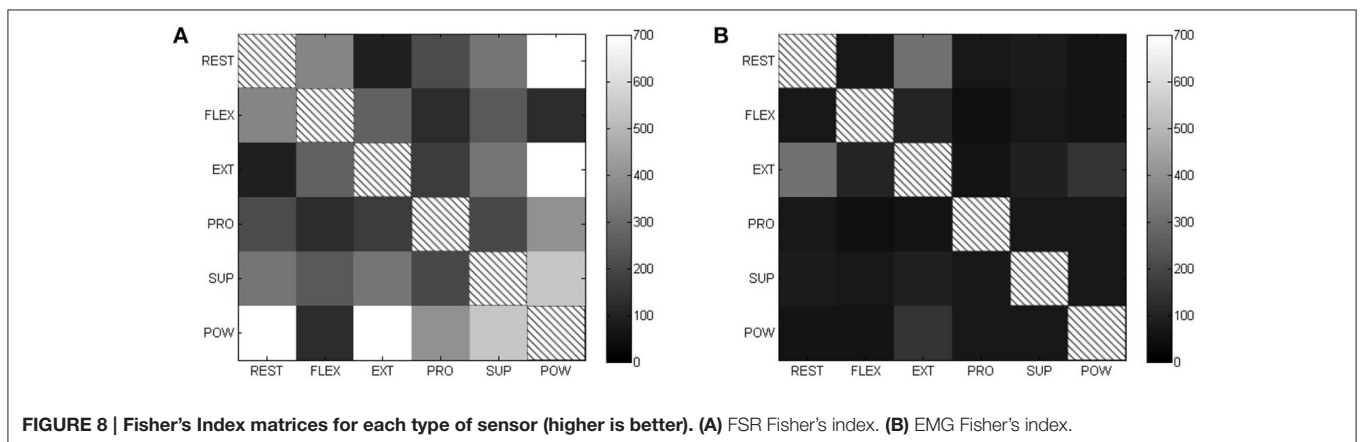 A
REST
FLEX
EXT
PRO
SUP
POW
REST FLEX EXT PRO SUP POW
700
600
500
400
300
200
100
0
B
REST
FLEX
EXT
PRO
SUP
POW
REST FLEX EXT PRO SUP POW
700
600
500
400
300
200
100
0
FIGURE 8 | Fisher's Index matrices for each type of sensor (higher is better). (A) FSR Fisher's index. (B) EMG Fisher's index.